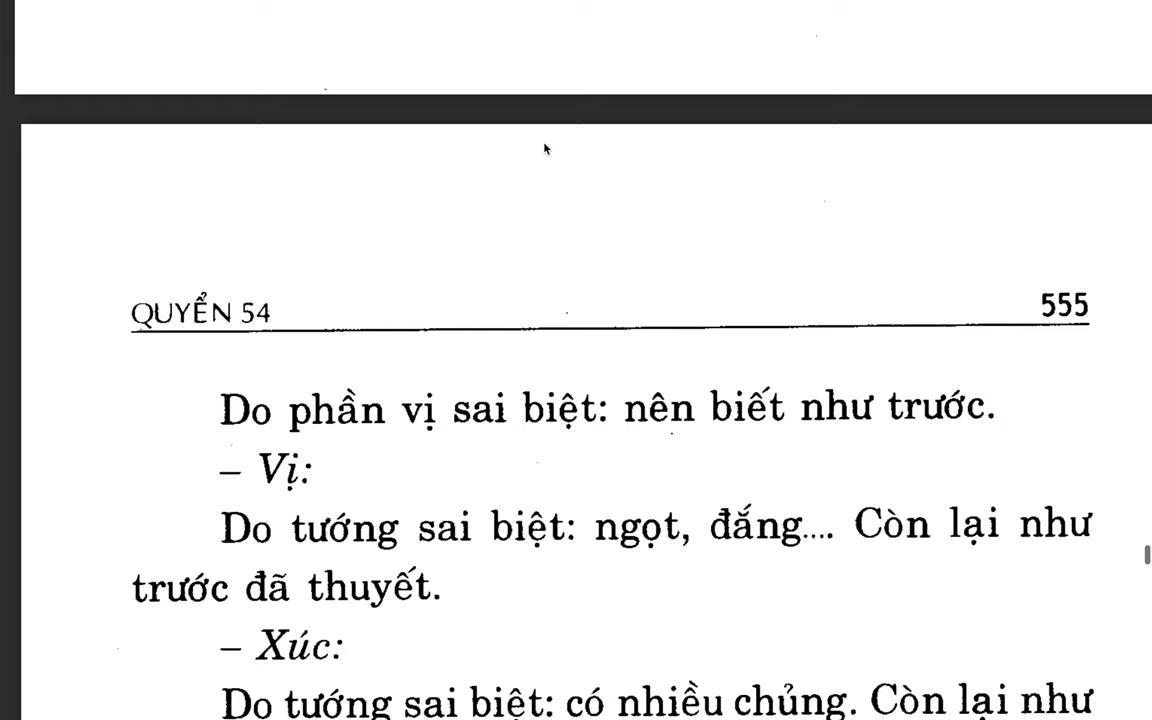 QUYỂN 54 555
Do phần vị sai biệt: nên biết như trước.
– Vị:
Do tướng sai biệt: ngọt, đắng.... Còn lại như
trước đã thuyết.
– Xúc:
Do tướng sai biệt: có nhiều chủng. Còn lại như